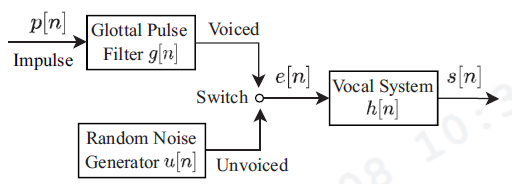 p[n]
Impulse
Glottal Pulse
Filter g[n]
Voiced
Switch
e[n]
Vocal System
h[n]
s[n]
Random Noise
Generator u[n]
Unvoiced